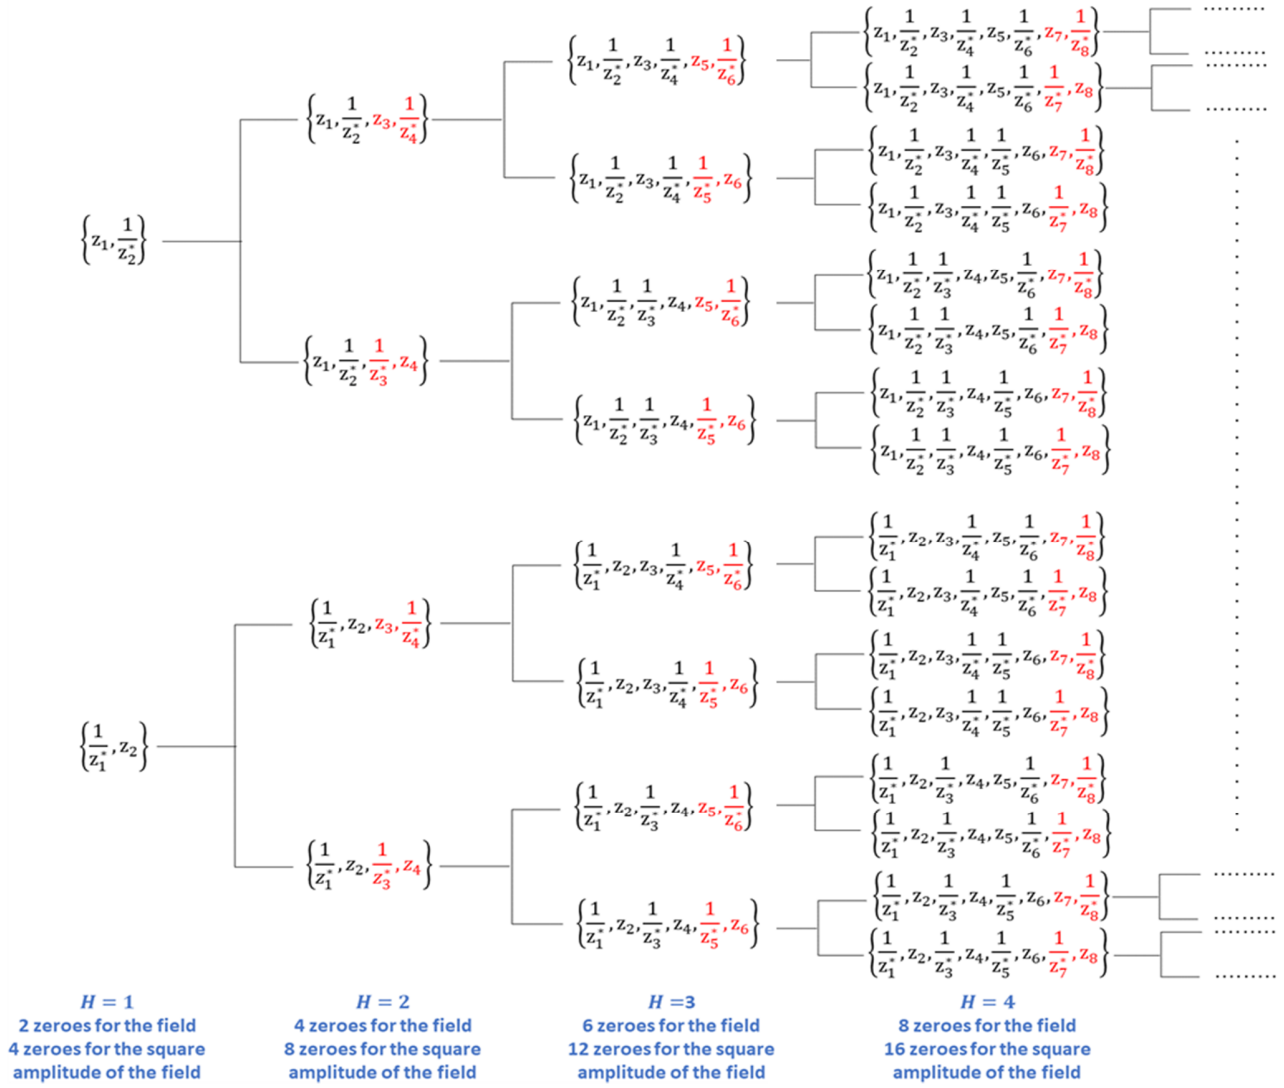 {z₁, 1/z₂*}
{1/z₁*, z₂}
{z₁, 1/z₂*, z₃, 1/z₄*}
{z₁, 1/z₂*, 1/z₃*, z₄}
{1/z₁*, z₂, z₃, 1/z₄*}
{1/z₁*, z₂, 1/z₃*, z₄}
{z₁, 1/z₂*, z₃, 1/z₄*, z₅, 1/z₆*}
{z₁, 1/z₂*, z₃, 1/z₄*, 1/z₅*, z₆}
{z₁, 1/z₂*, 1/z₃*, z₄, z₅, 1/z₆*}
{z₁, 1/z₂*, 1/z₃*, z₄, 1/z₅*, z₆}
{1/z₁*, z₂, z₃, 1/z₄*, z₅, 1/z₆*}
{1/z₁*, z₂, z₃, 1/z₄*, 1/z₅*, z₆}
{1/z₁*, z₂, 1/z₃*, z₄, z₅, 1/z₆*}
{1/z₁*, z₂, 1/z₃*, z₄, 1/z₅*, z₆}
{z₁, 1/z₂*, z₃, 1/z₄*, z₅, 1/z₆*, z₇, 1/z₈*}
{z₁, 1/z₂*, z₃, 1/z₄*, z₅, 1/z₆*, 1/z₇*, z₈}
{z₁, 1/z₂*, z₃, 1/z₄*, 1/z₅*, z₆, z₇, 1/z₈*}
{z₁, 1/z₂*, z₃, 1/z₄*, 1/z₅*, z₆, 1/z₇*, z₈}
{z₁, 1/z₂*, 1/z₃*, z₄, z₅, 1/z₆*, z₇, 1/z₈*}
{z₁, 1/z₂*, 1/z₃*, z₄, z₅, 1/z₆*, 1/z₇*, z₈}
{z₁, 1/z₂*, 1/z₃*, z₄, 1/z₅*, z₆, z₇, 1/z₈*}
{z₁, 1/z₂*, 1/z₃*, z₄, 1/z₅*, z₆, 1/z₇*, z₈}
{1/z₁*, z₂, z₃, 1/z₄*, z₅, 1/z₆*, z₇, 1/z₈*}
{1/z₁*, z₂, z₃, 1/z₄*, z₅, 1/z₆*, 1/z₇*, z₈}
{1/z₁*, z₂, z₃, 1/z₄*, 1/z₅*, z₆, z₇, 1/z₈*}
{1/z₁*, z₂, z₃, 1/z₄*, 1/z₅*, z₆, 1/z₇*, z₈}
{1/z₁*, z₂, 1/z₃*, z₄, z₅, 1/z₆*, z₇, 1/z₈*}
{1/z₁*, z₂, 1/z₃*, z₄, z₅, 1/z₆*, 1/z₇*, z₈}
{1/z₁*, z₂, 1/z₃*, z₄, 1/z₅*, z₆, z₇, 1/z₈*}
{1/z₁*, z₂, 1/z₃*, z₄, 1/z₅*, z₆, 1/z₇*, z₈}
H = 1
2 zeroes for the field
4 zeroes for the square
amplitude of the field
H = 2
4 zeroes for the field
8 zeroes for the square
amplitude of the field
H =3
6 zeroes for the field
12 zeroes for the square
amplitude of the field
H = 4
8 zeroes for the field
16 zeroes for the square
amplitude of the field